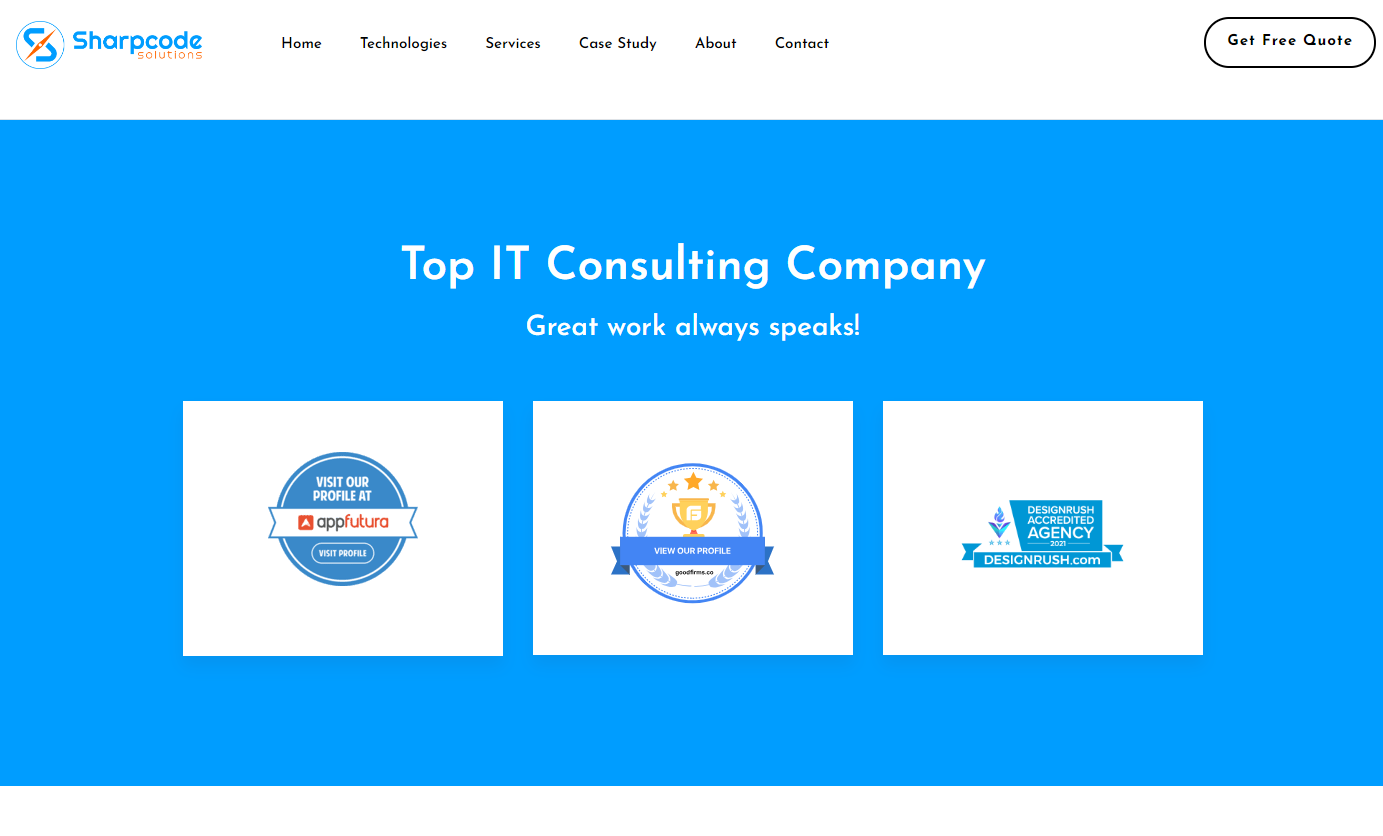 Sharpcode
solutions
Home
Technologies
Services
Case Study
About
Contact
Get Free Quote
Top IT Consulting Company
Great work always speaks!
VISIT OUR
PROFILE AT
appfutura
VISIT PROFILE
VIEW OUR PROFILE
goodfirms.co
DESIGNRUSH
ACCREDITED
AGENCY
2021
DESIGNRUSH.com